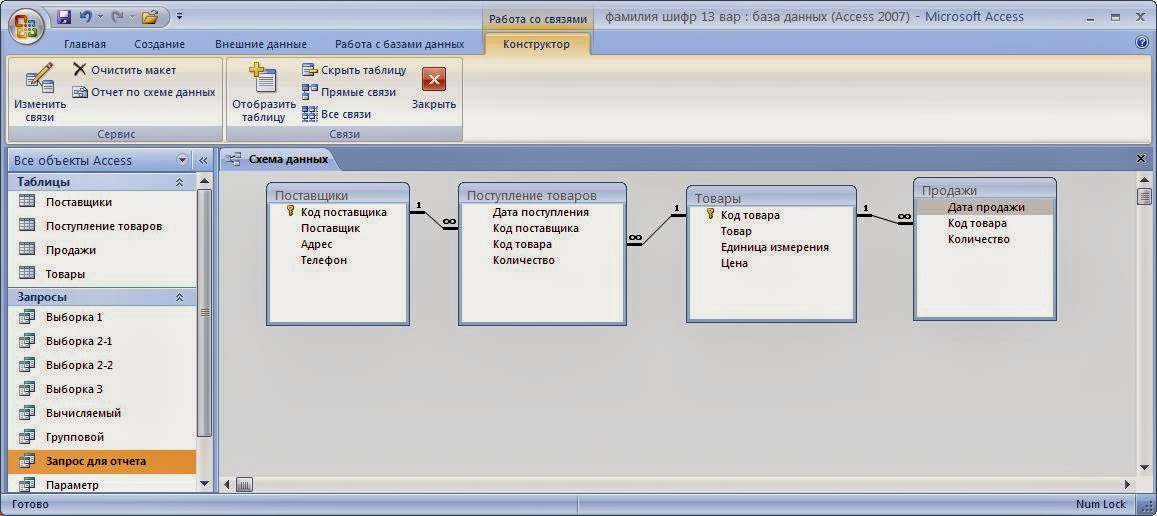 Работа со связями
фамилия шифр 13 вар : база данных (Access 2007) - Microsoft Access
Главная Создание Внешние данные Работа с базами данных Конструктор
Изменить связи
Очистить макет
Отчет по схеме данных
Сервис
Отобразить таблицу
Скрыть таблицу
Прямые связи
Все связи
Закрыть
Связи
Все объекты Access
Таблицы
Поставщики
Поступление товаров
Продажи
Товары
Запросы
Выборка 1
Выборка 2-1
Выборка 2-2
Выборка 3
Вычисляемый
Групповой
Запрос для отчета
Параметр
Схема данных
Поставщики
Код поставщика
Поставщик
Адрес
Телефон
1 ∞
Поступление товаров
Дата поступления
Код поставщика
Код товара
Количество
∞ 1
Товары
Код товара
Товар
Единица измерения
Цена
1 ∞
Продажи
Дата продажи
Код товара
Количество
Готово
Num Lock